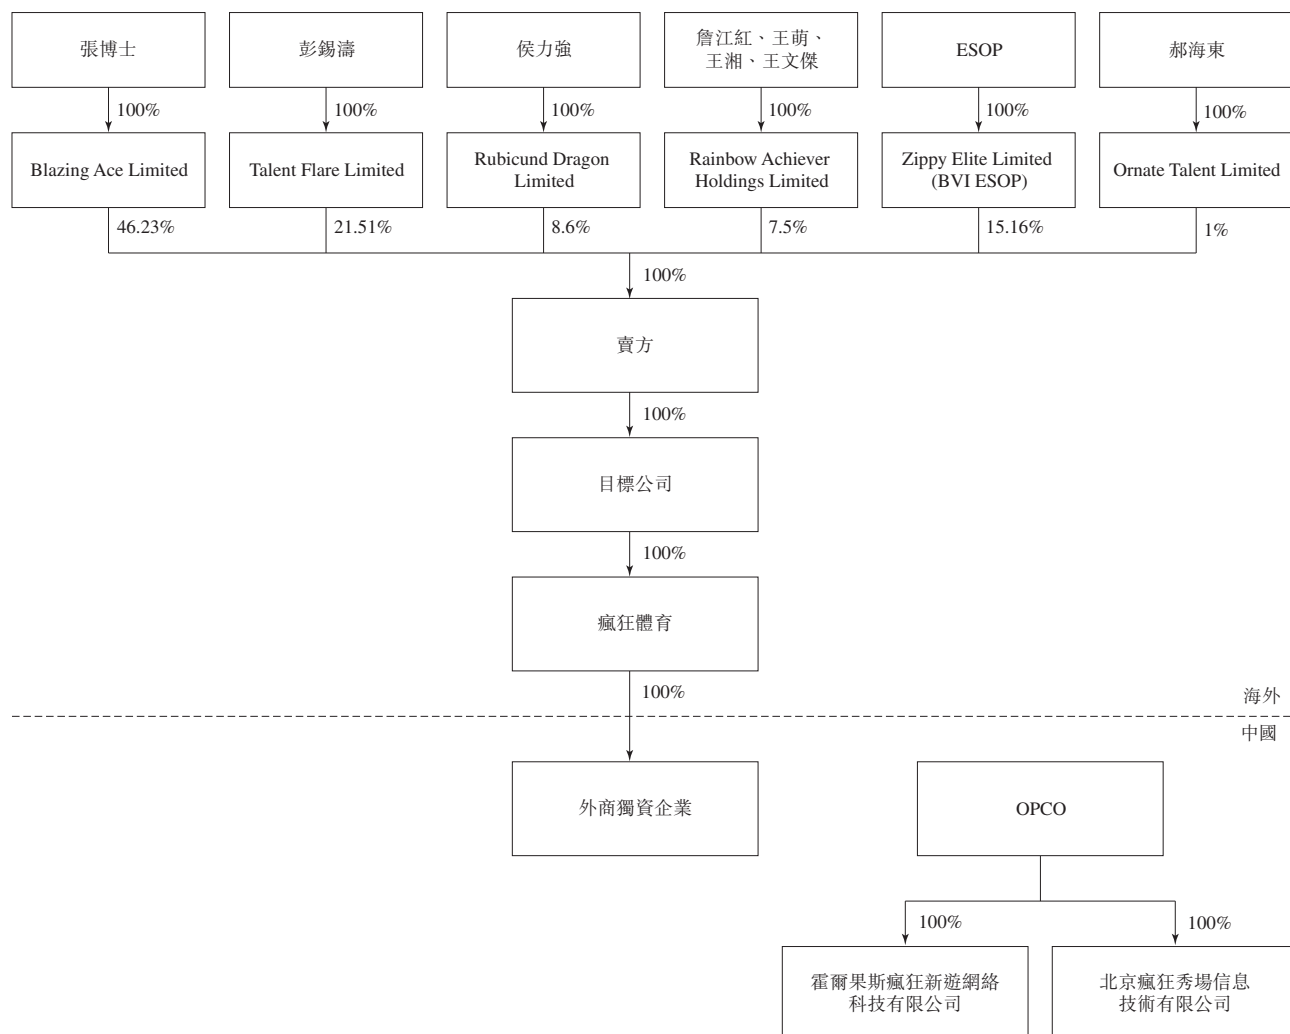 張博士
彭錫濤
侯力強
詹江紅、王萌、
王湘、王文傑
ESOP
郝海東
100%
100%
100%
100%
100%
100%
Blazing Ace Limited
Talent Flare Limited
Rubicund Dragon
Limited
Rainbow Achiever
Holdings Limited
Zippy Elite Limited
(BVI ESOP)
Ornate Talent Limited
46.23%
21.51%
8.6%
7.5%
15.16%
1%
100%
賣方
100%
目標公司
100%
瘋狂體育
100%
海外
中國
外商獨資企業
OPCO
100%
100%
霍爾果斯瘋狂新遊網絡
科技有限公司
北京瘋狂秀場信息
技術有限公司